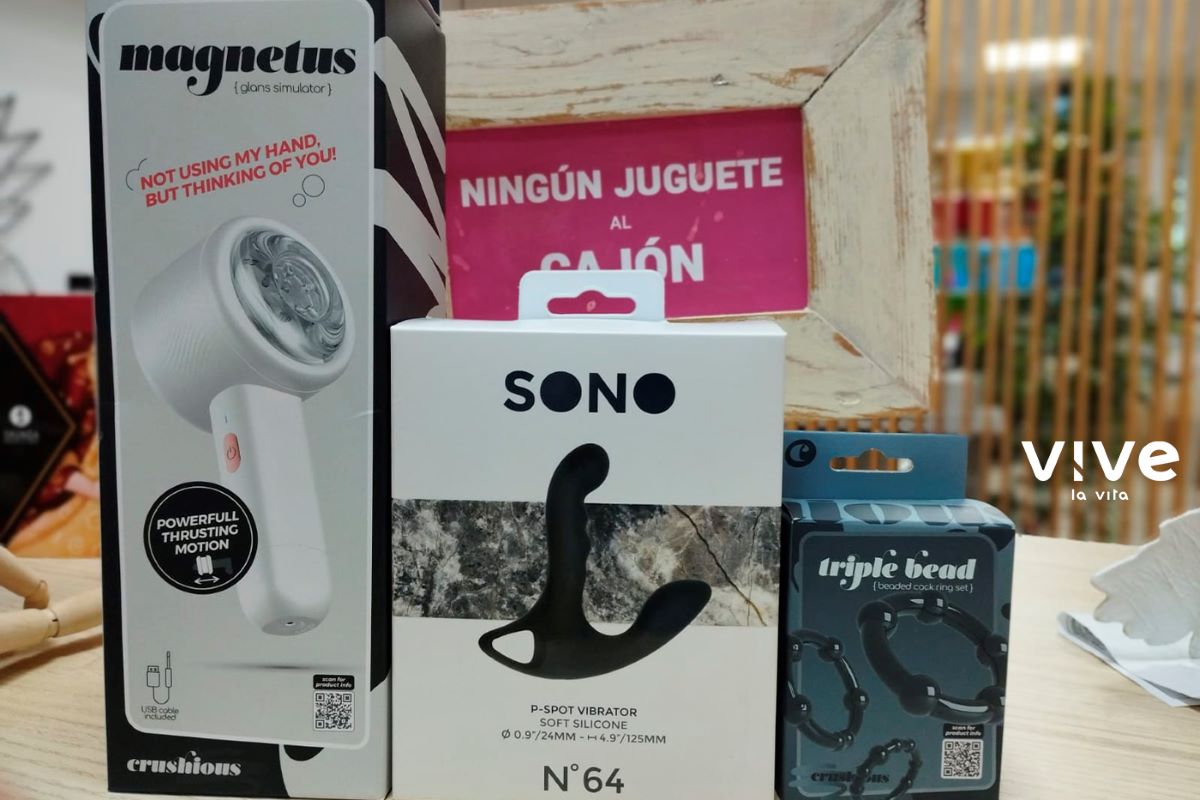 magnetus
{ glans simulator }
NOT USING MY HAND,
BUT THINKING OF YOU!
POWERFULL
THRUSTING
MOTION
USB cable
included
scan for
product info
crushious
NINGÚN JUGUETE
AL
CAJÓN
SONO
P-SPOT VIBRATOR
SOFT SILICONE
Ø 0.9"/24MM - 4.9"/125MM
N°64
triple bead
{ beaded cock ring set }
scan for
product info
crushious
vive
la vita